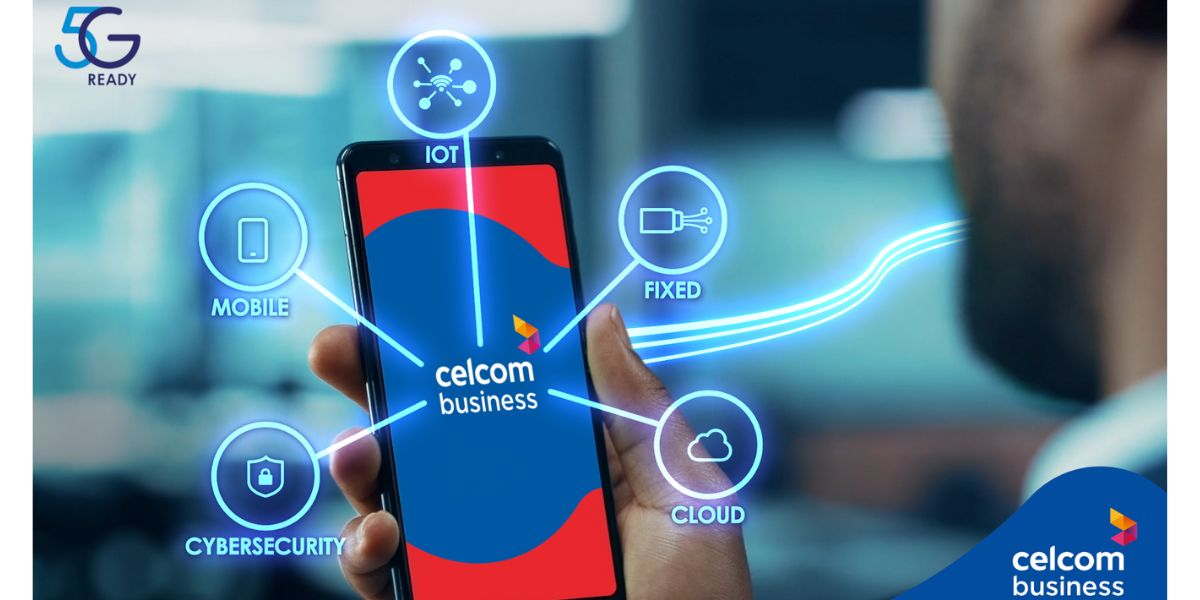 5G
READY
IOT
MOBILE
FIXED
celcom
business
CYBERSECURITY
CLOUD
celcom
business